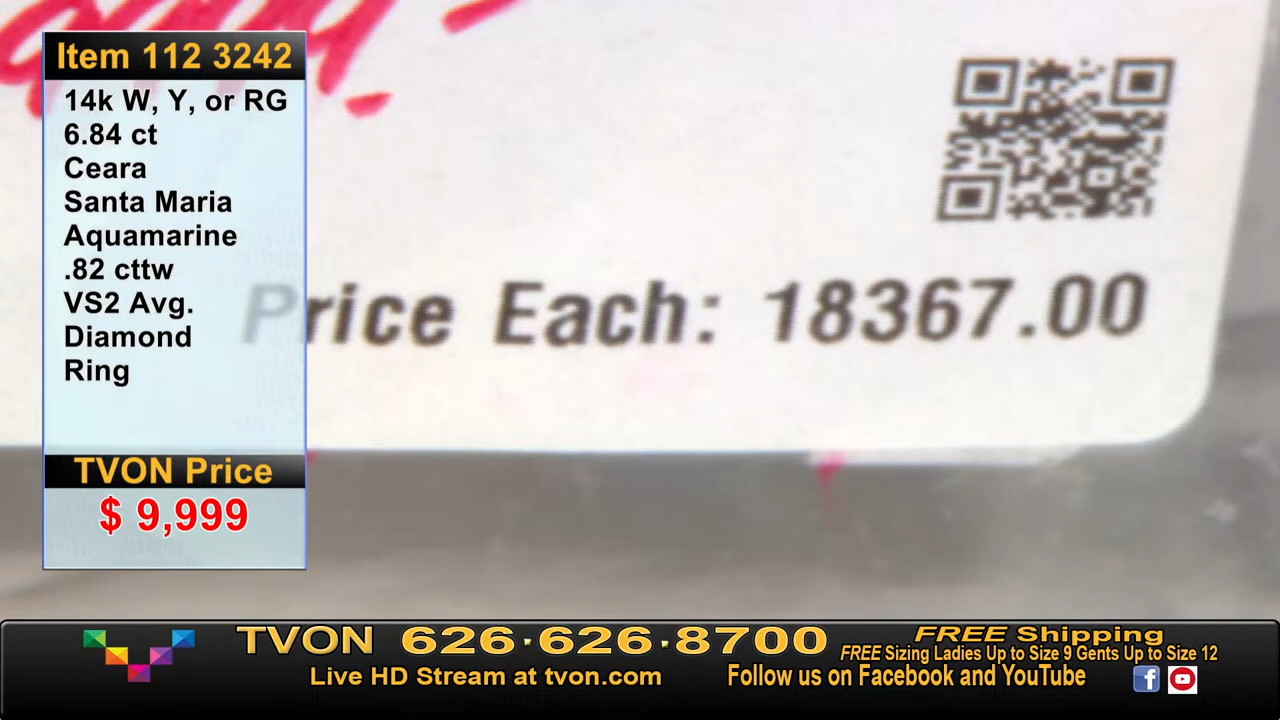 Item 112 3242
14k W, Y, or RG
6.84 ct
Ceara
Santa Maria
Aquamarine
.82 cttw
VS2 Avg.
Diamond
Ring
TVON Price
$ 9,999
Price Each: 18367.00
TVON 626·626·8700
FREE Shipping
FREE Sizing Ladies Up to Size 9 Gents Up to Size 12
Live HD Stream at tvon.com
Follow us on Facebook and YouTube